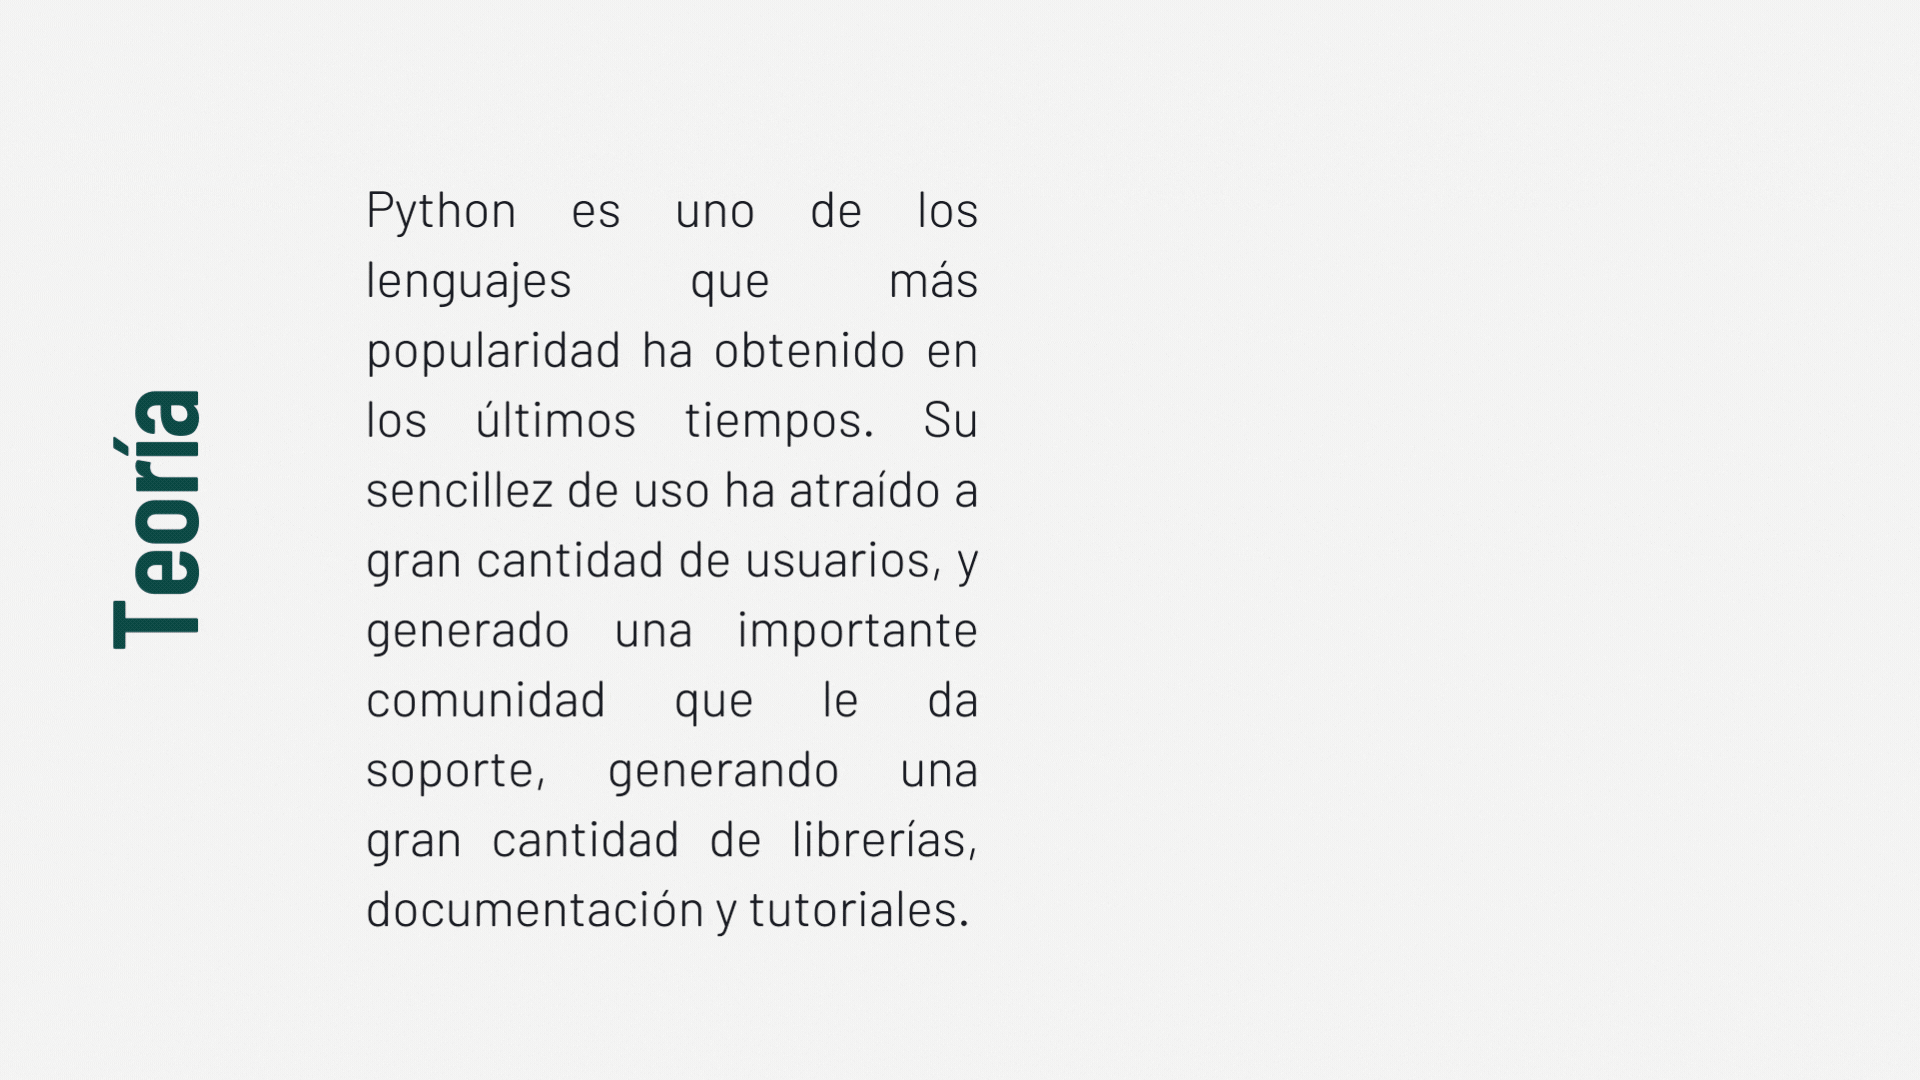 Teoría
Python es uno de los
lenguajes que más
popularidad ha obtenido en
los últimos tiempos. Su
sencillez de uso ha atraído a
gran cantidad de usuarios, y
generado una importante
comunidad que le da
soporte, generando una
gran cantidad de librerías,
documentación y tutoriales.